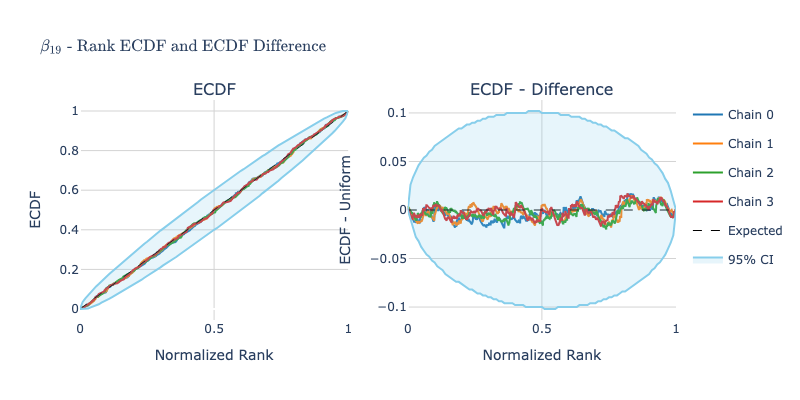 β₁₉ - Rank ECDF and ECDF Difference
ECDF
ECDF - Difference
ECDF
1
0.8
0.6
0.4
0.2
0
0
0.5
1
Normalized Rank
ECDF - Uniform
0.1
0.05
0
−0.05
−0.1
0
0.5
1
Normalized Rank
Chain 0
Chain 1
Chain 2
Chain 3
Expected
95% CI